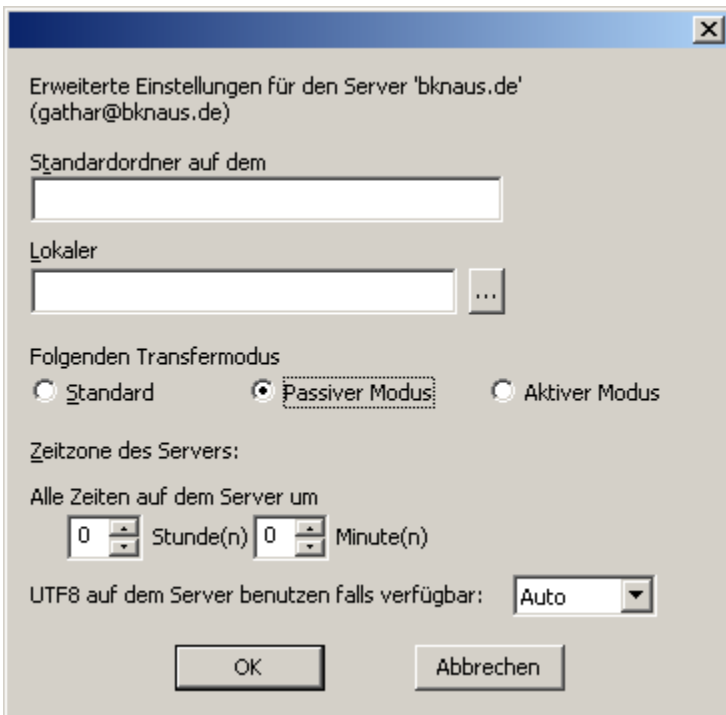 Erweiterte Einstellungen für den Server 'bknaus.de'
(gathar@bknaus.de)
Standardordner auf dem
Lokaler
...
Folgenden Transfermodus
Standard Passiver Modus Aktiver Modus
Zeitzone des Servers:
Alle Zeiten auf dem Server um
0 Stunde(n) 0 Minute(n)
UTF8 auf dem Server benutzen falls verfügbar: Auto
OK Abbrechen